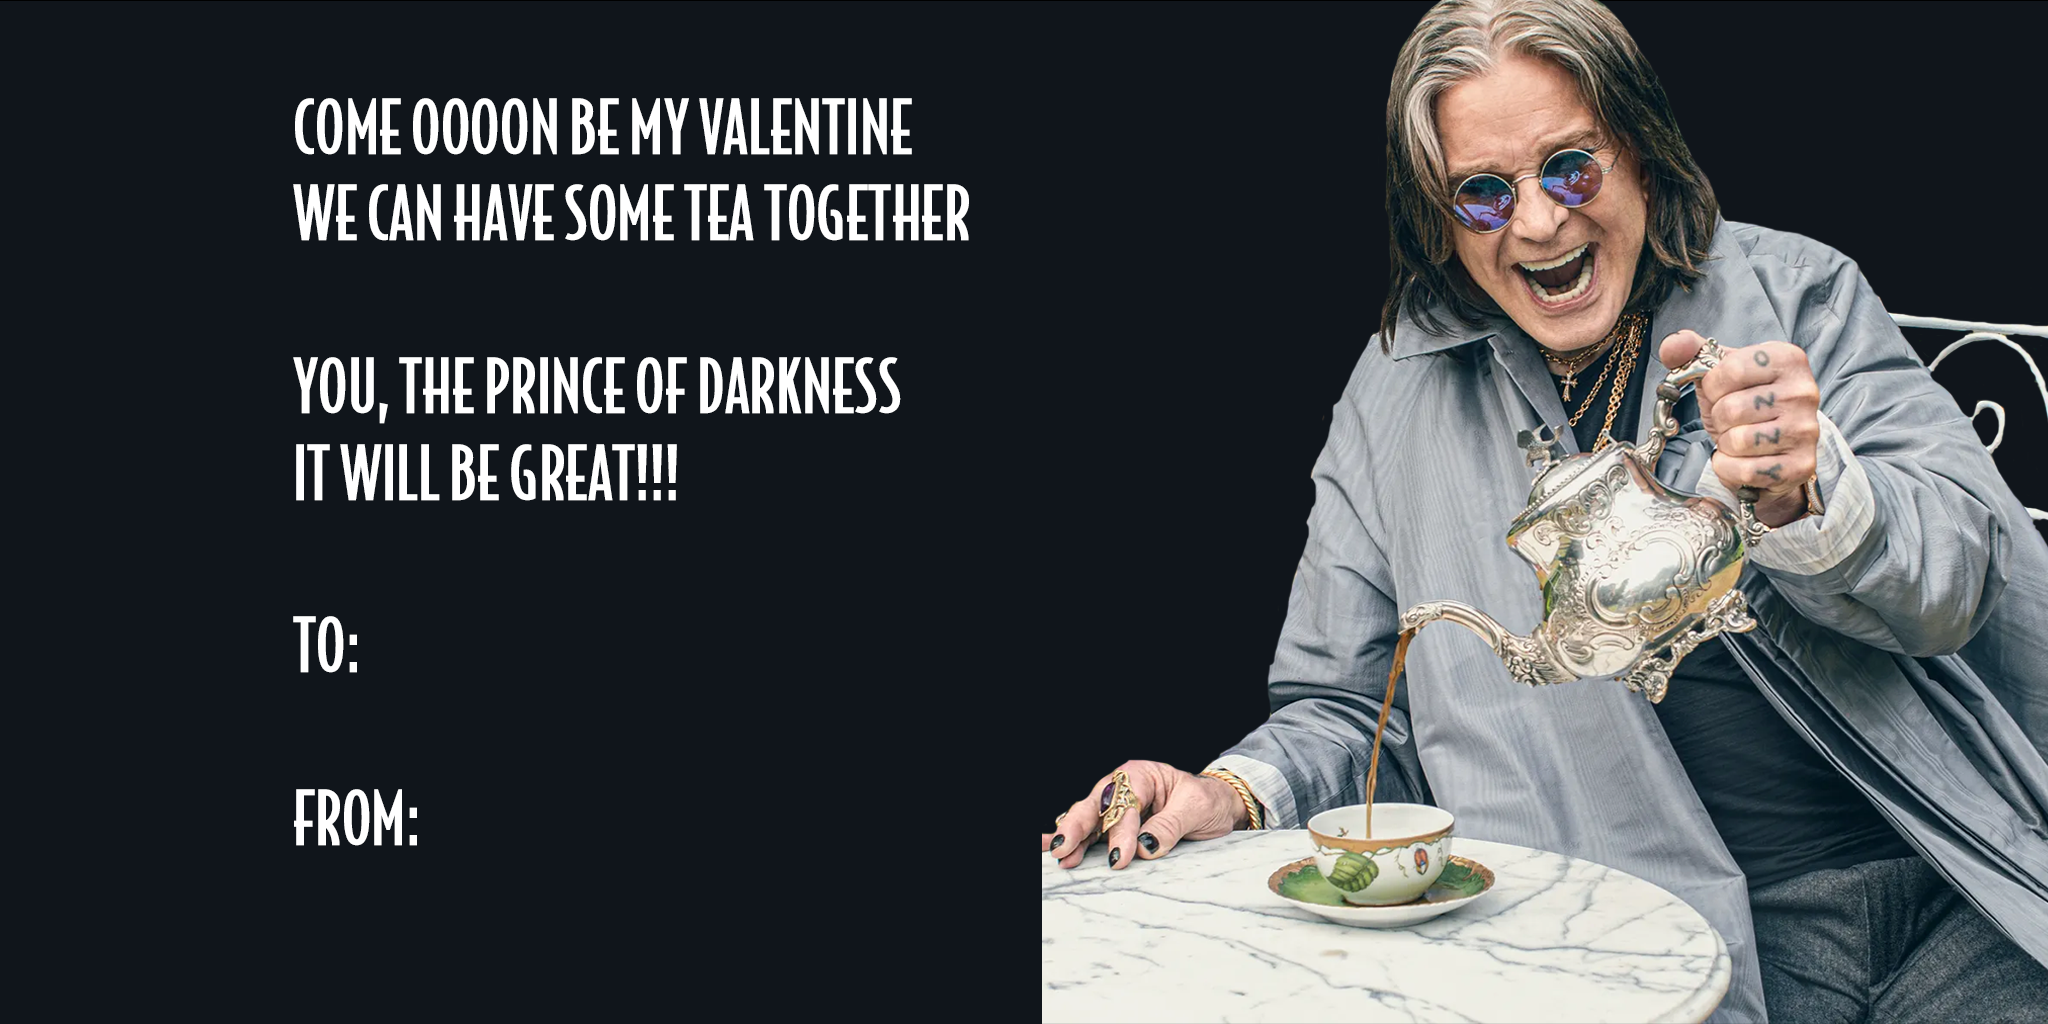 COME OOOON BE MY VALENTINE
WE CAN HAVE SOME TEA TOGETHER
YOU, THE PRINCE OF DARKNESS
IT WILL BE GREAT!!!
TO:
FROM:
OZZY